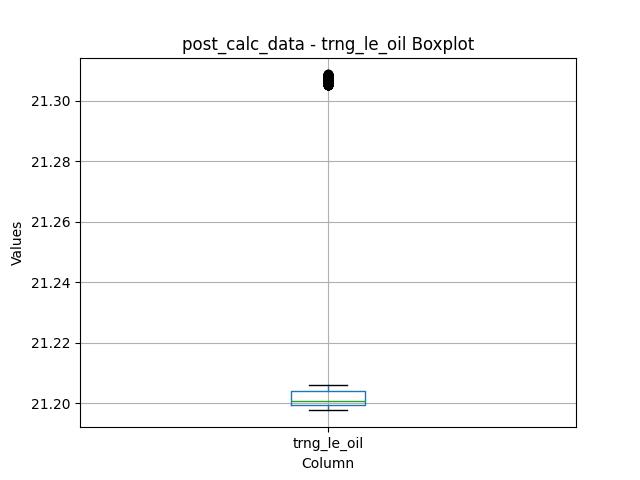 post_calc_data - trng_le_oil Boxplot
21.30
21.28
21.26
21.24
21.22
21.20
Values
trng_le_oil
Column